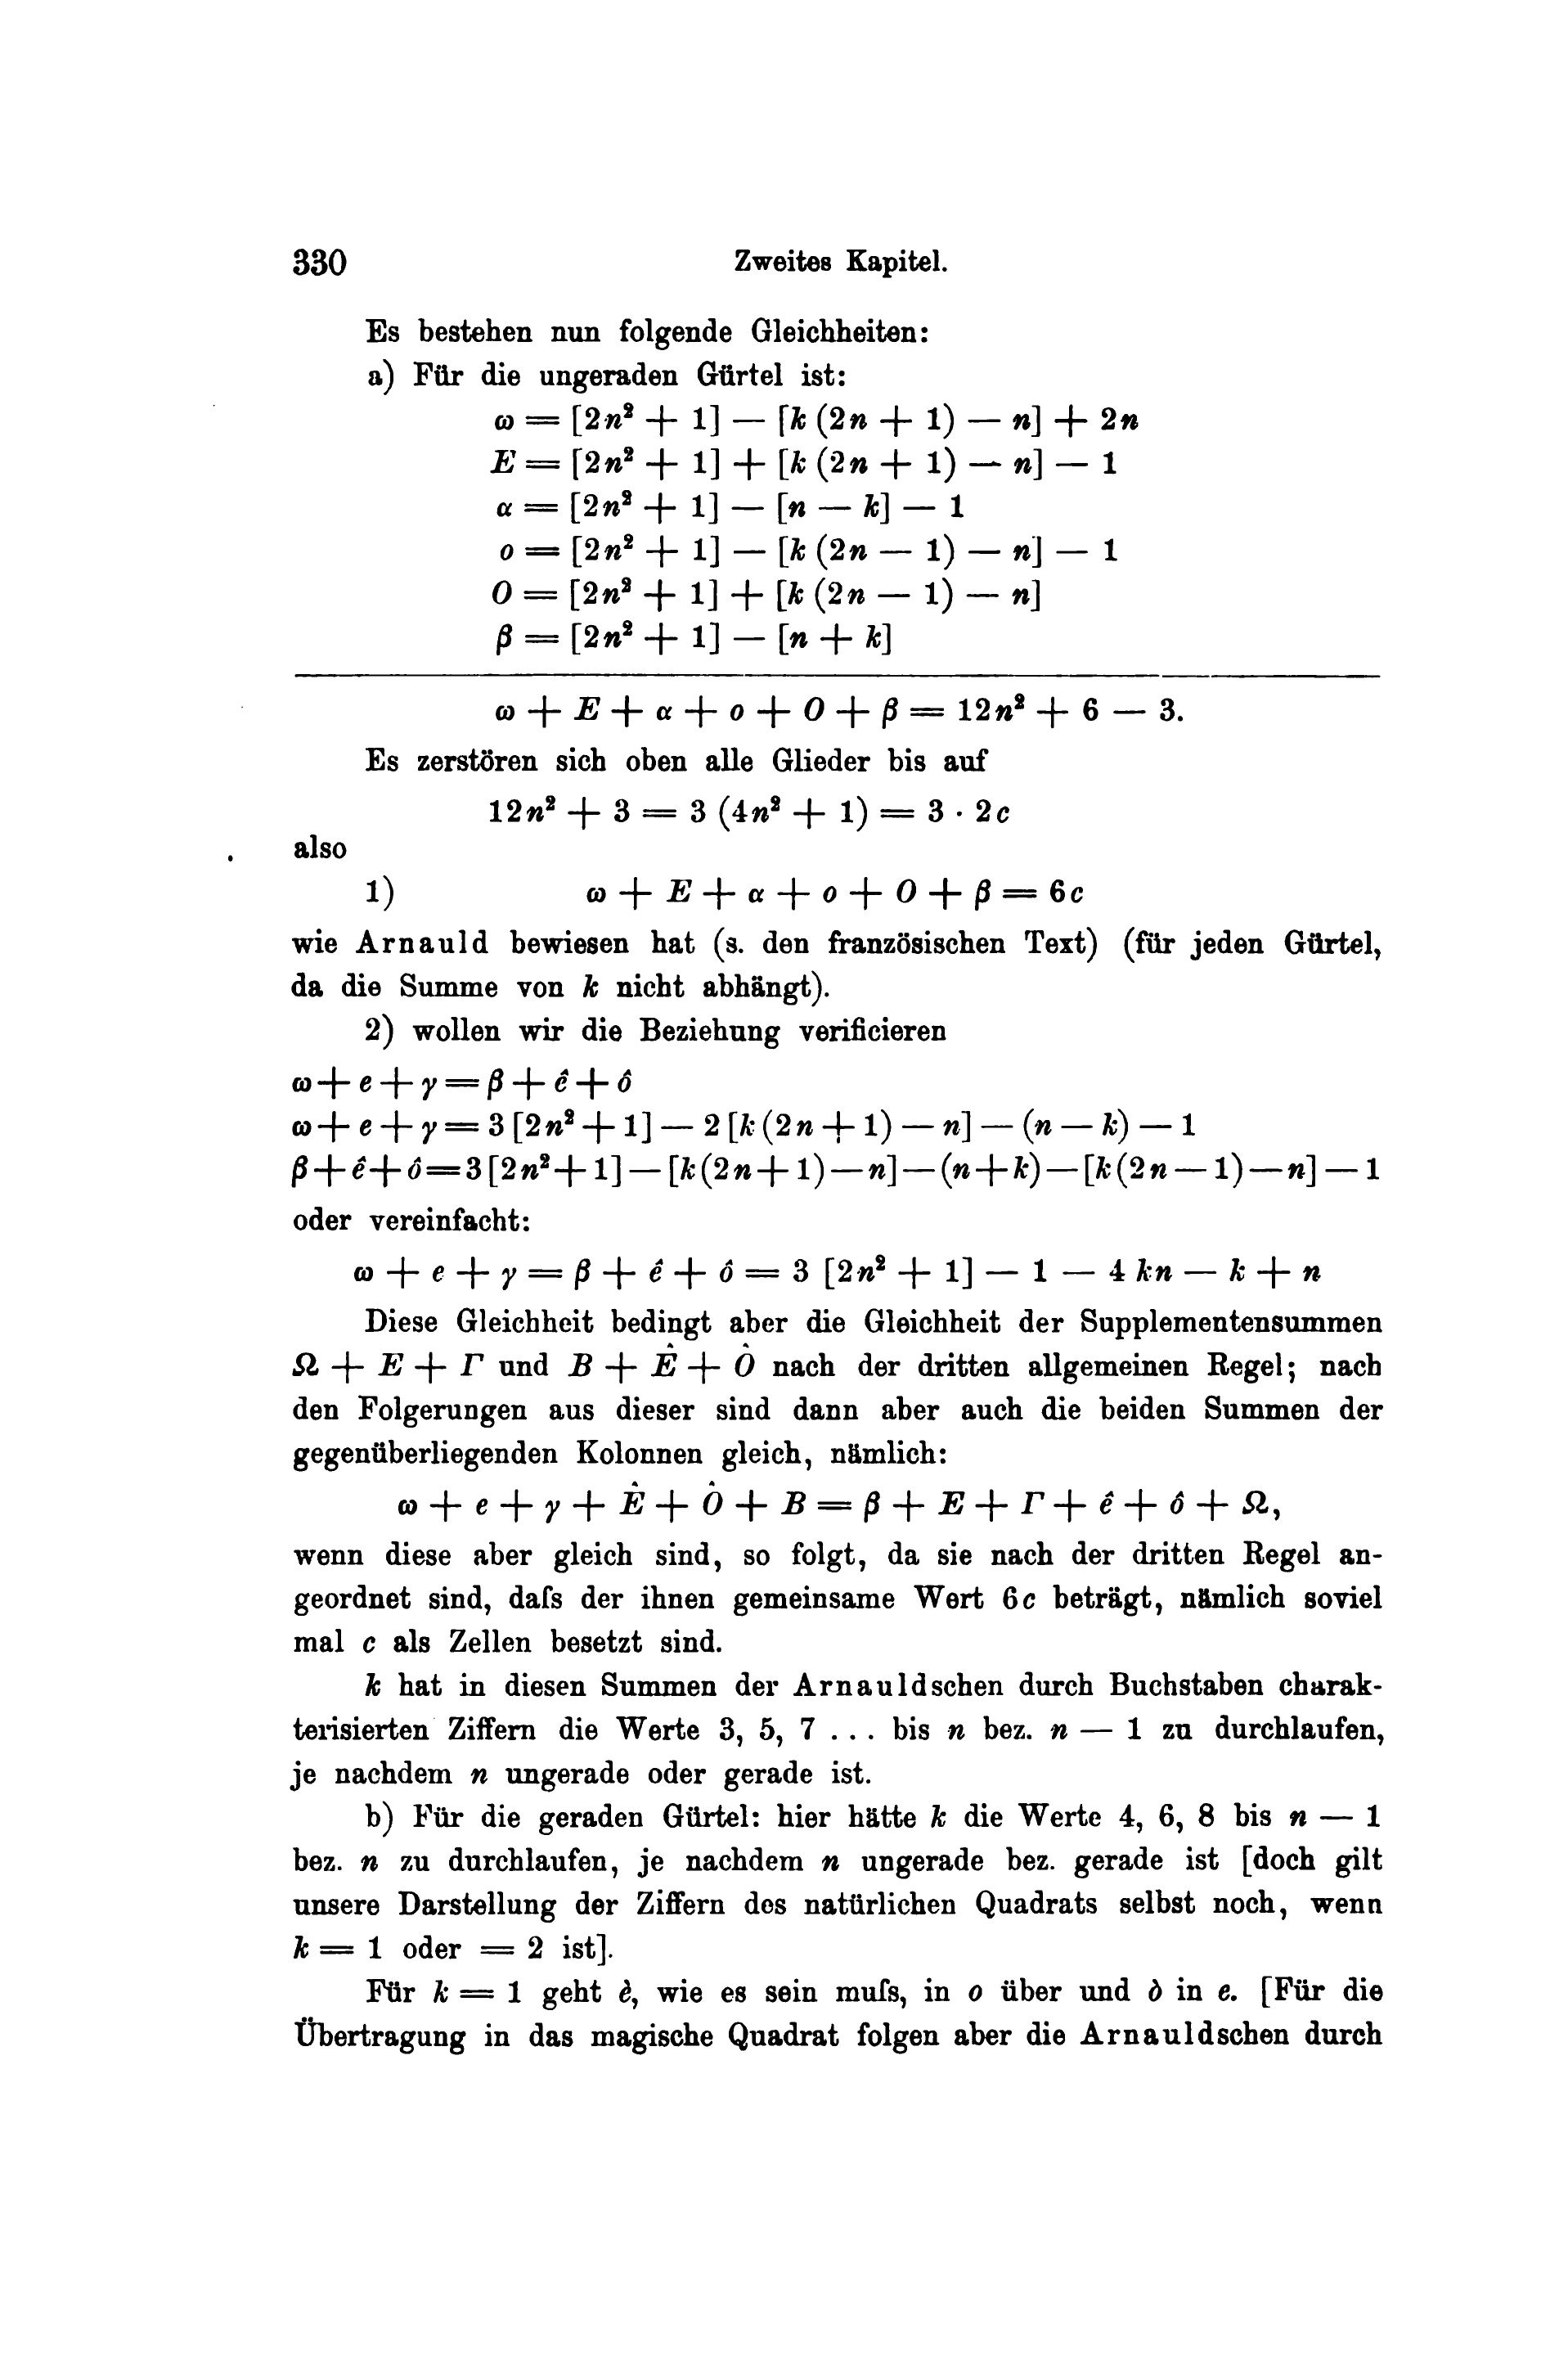 330 Zweites Kapitel.
Es bestehen nun folgende Gleichheiten:
a) Für die ungeraden Gürtel ist:
ω = [2n² + 1] — [k (2n + 1) — n] + 2n
E = [2n² + 1] + [k (2n + 1) — n] — 1
α = [2n² + 1] — [n — k] — 1
o = [2n² + 1] — [k (2n — 1) — n] — 1
O = [2n² + 1] + [k (2n — 1) — n]
β = [2n² + 1] — [n + k]
ω + E + α + o + O + β = 12n² + 6 — 3.
Es zerstören sich oben alle Glieder bis auf
12n² + 3 = 3 (4n² + 1) = 3 · 2c
also
1) ω + E + α + o + O + β = 6c
wie Arnauld bewiesen hat (s. den französischen Text) (für jeden Gürtel,
da die Summe von k nicht abhängt).
2) wollen wir die Beziehung verificieren
ω + e + γ = β + ê + ô
ω + e + γ = 3 [2n² + 1] — 2 [k (2n + 1) — n] — (n — k) — 1
β + ê + ô = 3 [2n² + 1] — [k (2n + 1) — n] — (n + k) — [k (2n — 1) — n] — 1
oder vereinfacht:
ω + e + γ = β + ê + ô = 3 [2n² + 1] — 1 — 4 kn — k + n
Diese Gleichheit bedingt aber die Gleichheit der Supplementensummen
Ω + E + Γ und B + Ê + Ô nach der dritten allgemeinen Regel; nach
den Folgerungen aus dieser sind dann aber auch die beiden Summen der
gegenüberliegenden Kolonnen gleich, nämlich:
ω + e + γ + Ê + Ô + B = β + E + Γ + ê + ô + Ω,
wenn diese aber gleich sind, so folgt, da sie nach der dritten Regel an-
geordnet sind, daſs der ihnen gemeinsame Wert 6c beträgt, nämlich soviel
mal c als Zellen besetzt sind.
k hat in diesen Summen der Arnauldschen durch Buchstaben charak-
terisierten Ziffern die Werte 3, 5, 7 . . . bis n bez. n — 1 zu durchlaufen,
je nachdem n ungerade oder gerade ist.
b) Für die geraden Gürtel: hier hätte k die Werte 4, 6, 8 bis n — 1
bez. n zu durchlaufen, je nachdem n ungerade bez. gerade ist [doch gilt
unsere Darstellung der Ziffern des natürlichen Quadrats selbst noch, wenn
k = 1 oder = 2 ist].
Für k = 1 geht è, wie es sein muſs, in o über und ò in e. [Für die
Übertragung in das magische Quadrat folgen aber die Arnauldschen durch